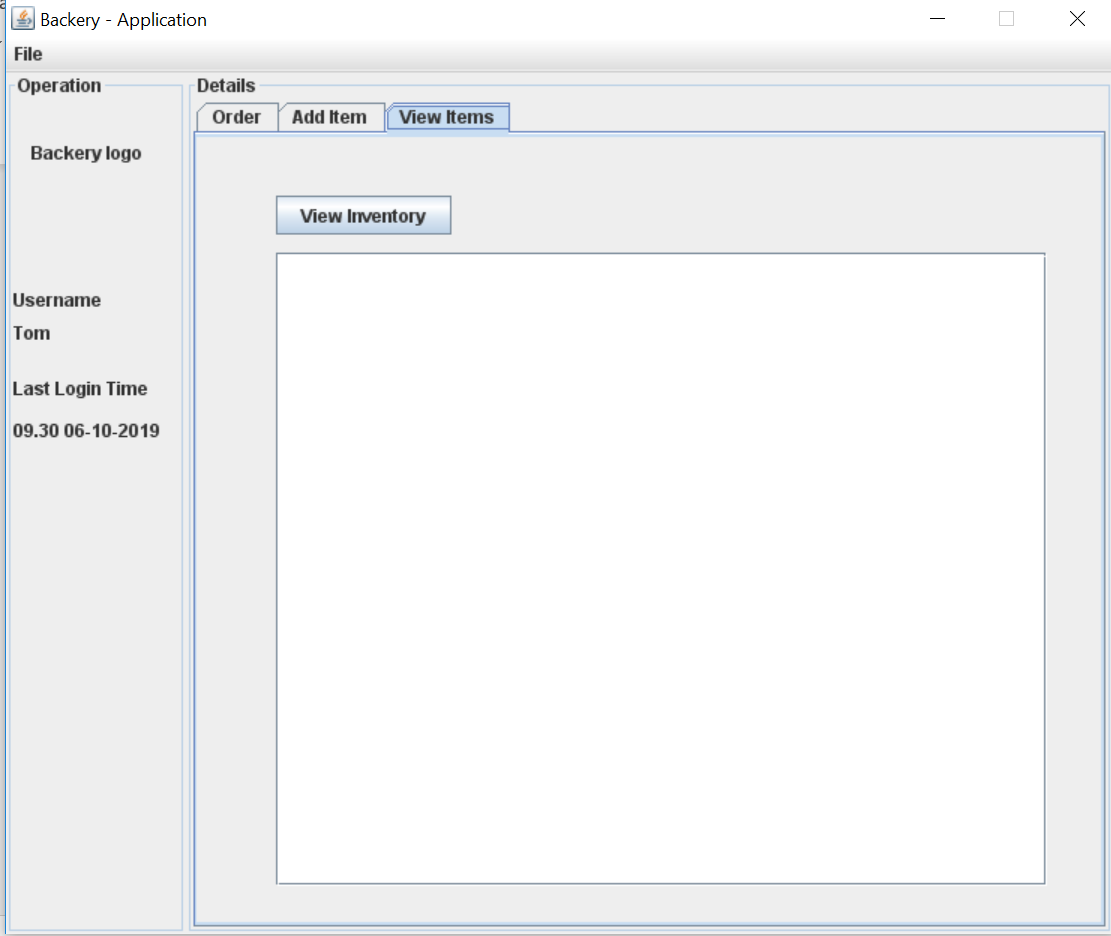 Backery - Application
File
Operation
Details
Order
Add Item
View Items
Backery logo
View Inventory
Username
Tom
Last Login Time
09.30 06-10-2019